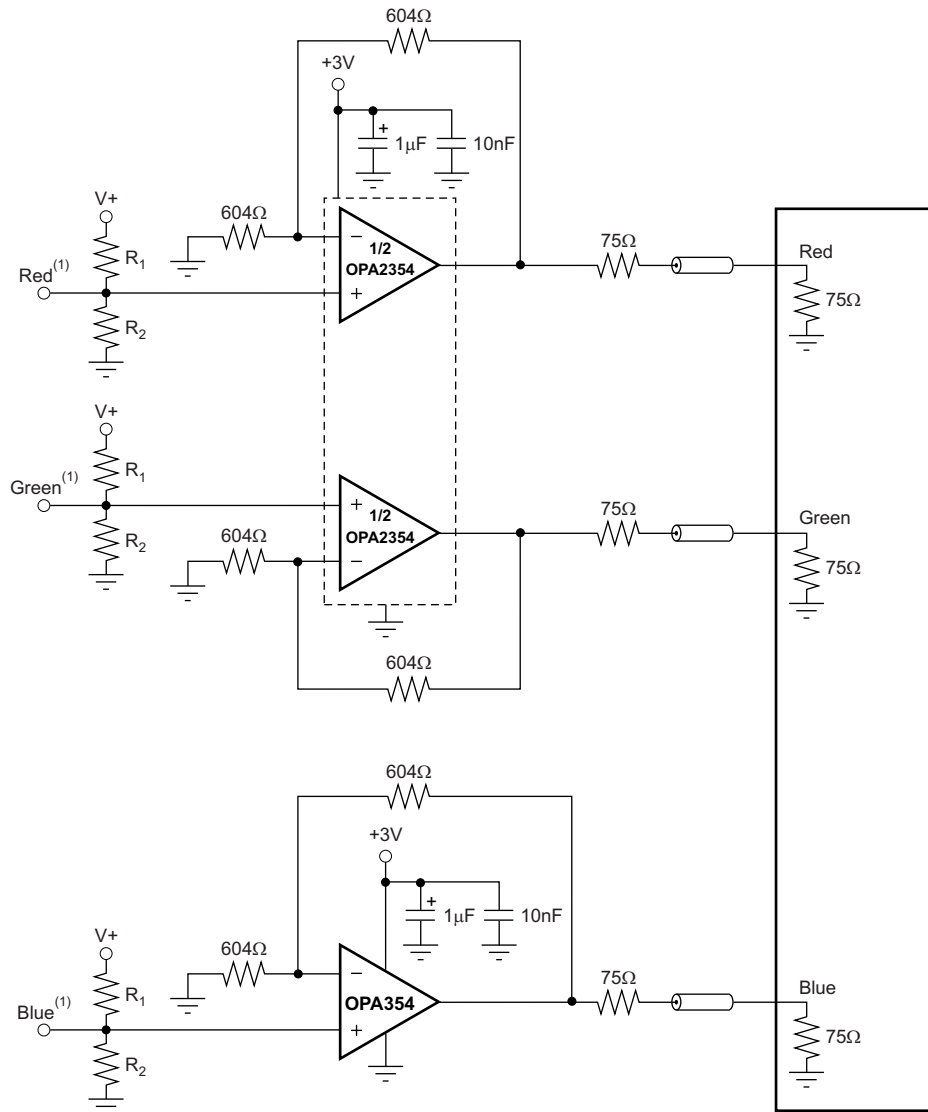 604Ω
+3V
+
1μF
10nF
V+
604Ω
R1
Red(1)
R2
−
1/2
OPA2354
+
75Ω
Red
75Ω
V+
R1
Green(1)
R2
+
1/2
OPA2354
−
604Ω
75Ω
Green
75Ω
604Ω
604Ω
+3V
+
1μF
10nF
V+
604Ω
R1
Blue(1)
R2
−
OPA354
+
75Ω
Blue
75Ω